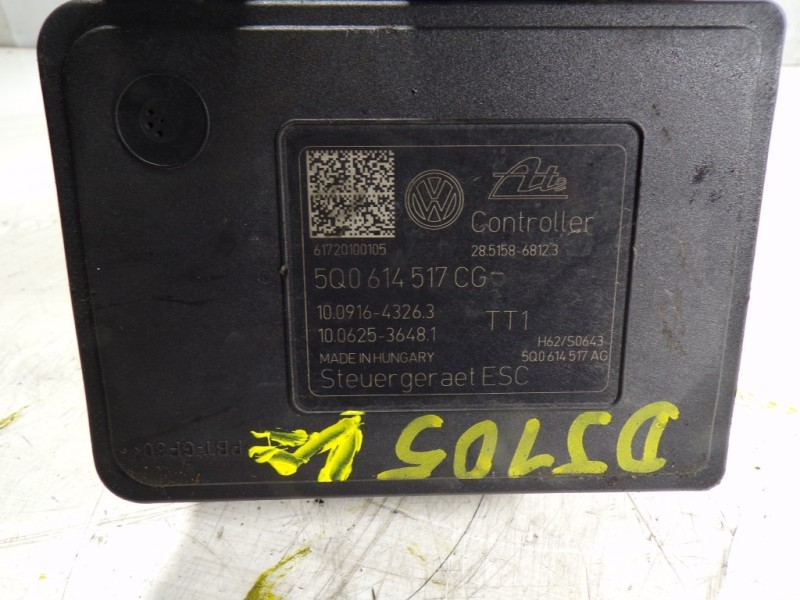 Ate
Controller
61720100105
28.5158-6812.3
5Q0 614 517 CG
10.0916-4326.3
10.0625-3648.1
TT1
H62/S0643
MADE IN HUNGARY
5Q0 614 517 AG
Steuergeraet ESC